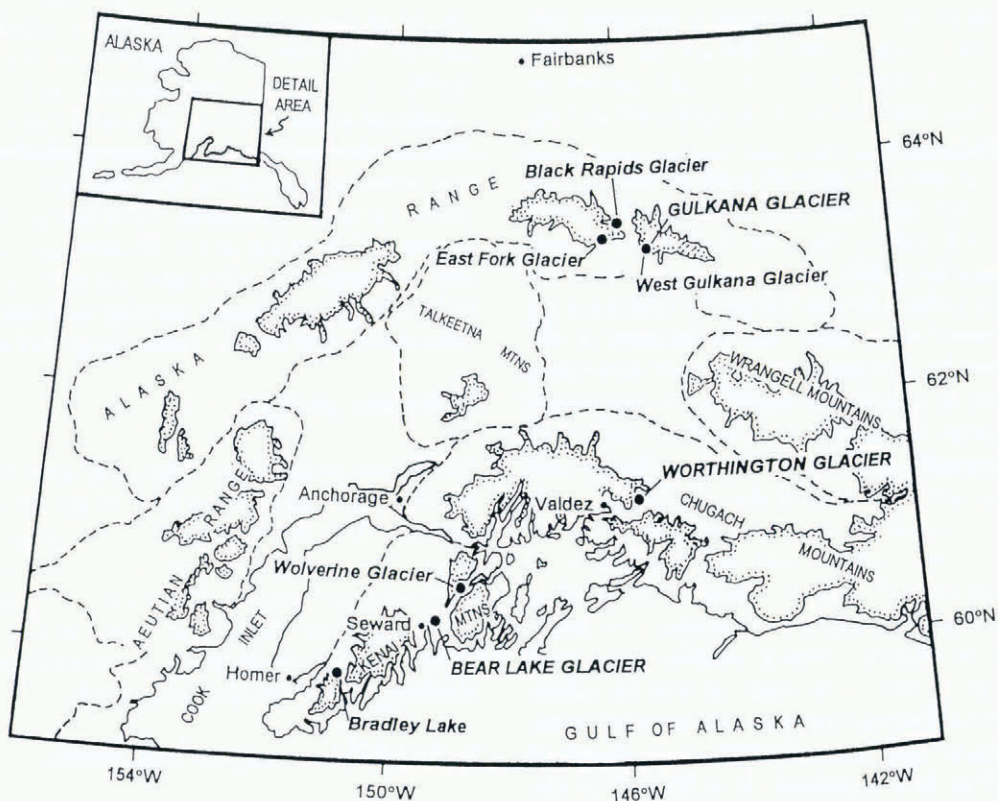 ALASKA
DETAIL
AREA
Fairbanks
64°N
Black Rapids Glacier
RANGE
GULKANA GLACIER
East Fork Glacier
West Gulkana Glacier
TALKEETNA
MTNS
ALASKA
WRANGELL MOUNTAINS
62°N
WORTHINGTON GLACIER
RANGE
Anchorage
Valdez
CHUGACH
MOUNTAINS
Wolverine Glacier
AEUTIAN
MTNS
Seward
KENAI
60°N
INLET
BEAR LAKE GLACIER
Homer
COOK
Bradley Lake
GULF OF ALASKA
154°W
150°W
146°W
142°W